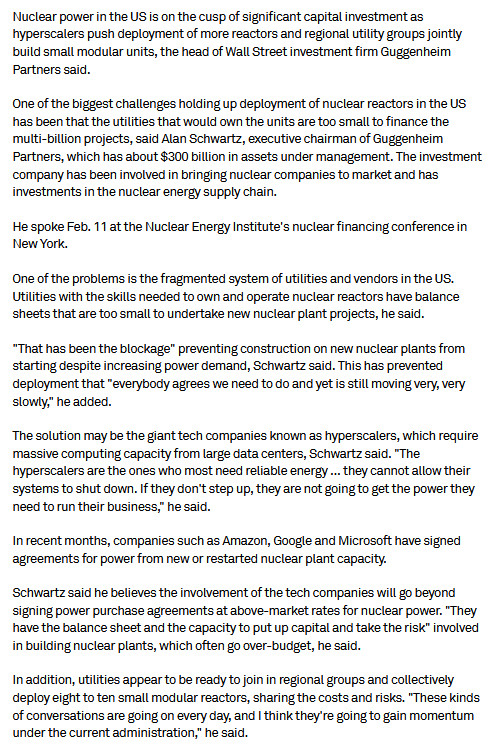 Nuclear power in the US is on the cusp of significant capital investment as
hyperscalers push deployment of more reactors and regional utility groups jointly
build small modular units, the head of Wall Street investment firm Guggenheim
Partners said.
One of the biggest challenges holding up deployment of nuclear reactors in the US
has been that the utilities that would own the units are too small to finance the
multi-billion projects, said Alan Schwartz, executive chairman of Guggenheim
Partners, which has about $300 billion in assets under management. The investment
company has been involved in bringing nuclear companies to market and has
investments in the nuclear energy supply chain.
He spoke Feb. 11 at the Nuclear Energy Institute's nuclear financing conference in
New York.
One of the problems is the fragmented system of utilities and vendors in the US.
Utilities with the skills needed to own and operate nuclear reactors have balance
sheets that are too small to undertake new nuclear plant projects, he said.
"That has been the blockage" preventing construction on new nuclear plants from
starting despite increasing power demand, Schwartz said. This has prevented
deployment that "everybody agrees we need to do and yet is still moving very, very
slowly," he added.
The solution may be the giant tech companies known as hyperscalers, which require
massive computing capacity from large data centers, Schwartz said. "The
hyperscalers are the ones who most need reliable energy ... they cannot allow their
systems to shut down. If they don't step up, they are not going to get the power they
need to run their business," he said.
In recent months, companies such as Amazon, Google and Microsoft have signed
agreements for power from new or restarted nuclear plant capacity.
Schwartz said he believes the involvement of the tech companies will go beyond
signing power purchase agreements at above-market rates for nuclear power. "They
have the balance sheet and the capacity to put up capital and take the risk" involved
in building nuclear plants, which often go over-budget, he said.
In addition, utilities appear to be ready to join in regional groups and collectively
deploy eight to ten small modular reactors, sharing the costs and risks. "These kinds
of conversations are going on every day, and I think they're going to gain momentum
under the current administration," he said.